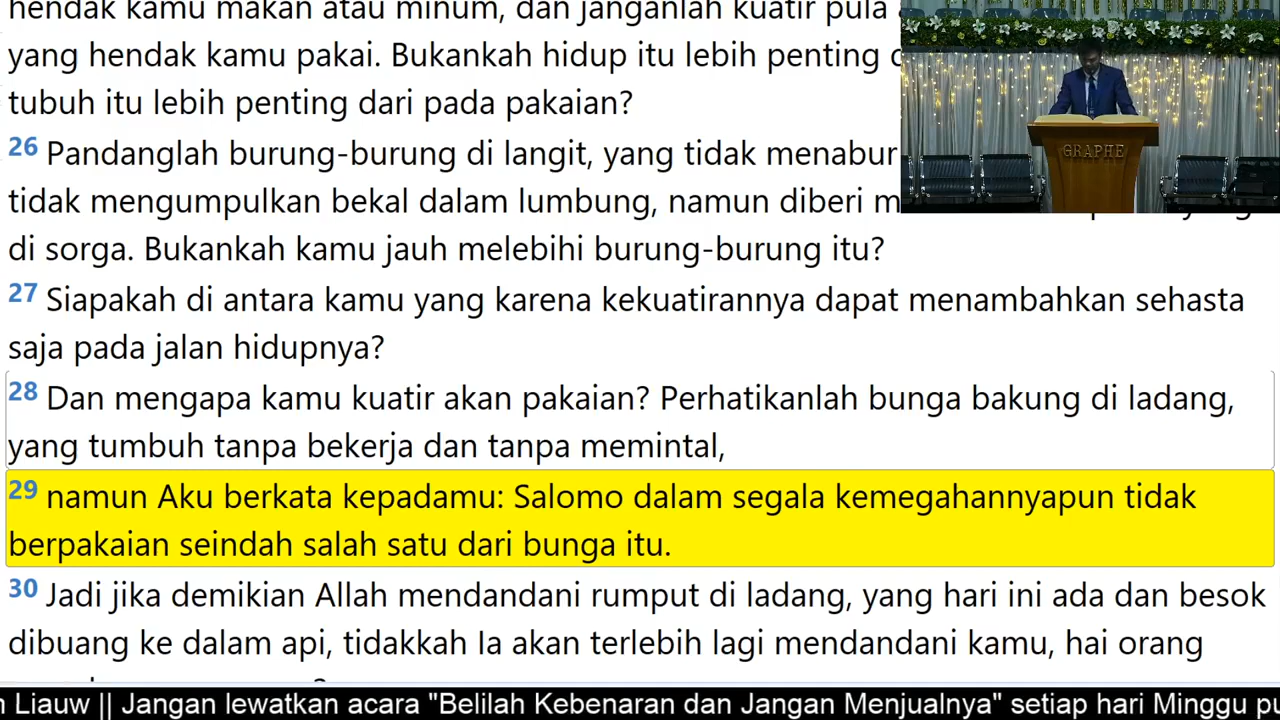 hendak kamu makan atau minum, dan janganlah kuatir pula
yang hendak kamu pakai. Bukankah hidup itu lebih penting
tubuh itu lebih penting dari pada pakaian?
26 Pandanglah burung-burung di langit, yang tidak menabur
tidak mengumpulkan bekal dalam lumbung, namun diberi
di sorga. Bukankah kamu jauh melebihi burung-burung itu?
27 Siapakah di antara kamu yang karena kekuatirannya dapat menambahkan sehasta
saja pada jalan hidupnya?
28 Dan mengapa kamu kuatir akan pakaian? Perhatikanlah bunga bakung di ladang,
yang tumbuh tanpa bekerja dan tanpa memintal,
29 namun Aku berkata kepadamu: Salomo dalam segala kemegahannyapun tidak
berpakaian seindah salah satu dari bunga itu.
30 Jadi jika demikian Allah mendandani rumput di ladang, yang hari ini ada dan besok
dibuang ke dalam api, tidakkah Ia akan terlebih lagi mendandani kamu, hai orang
GRAPHE
Liauw || Jangan lewatkan acara "Belilah Kebenaran dan Jangan Menjualnya" setiap hari Minggu